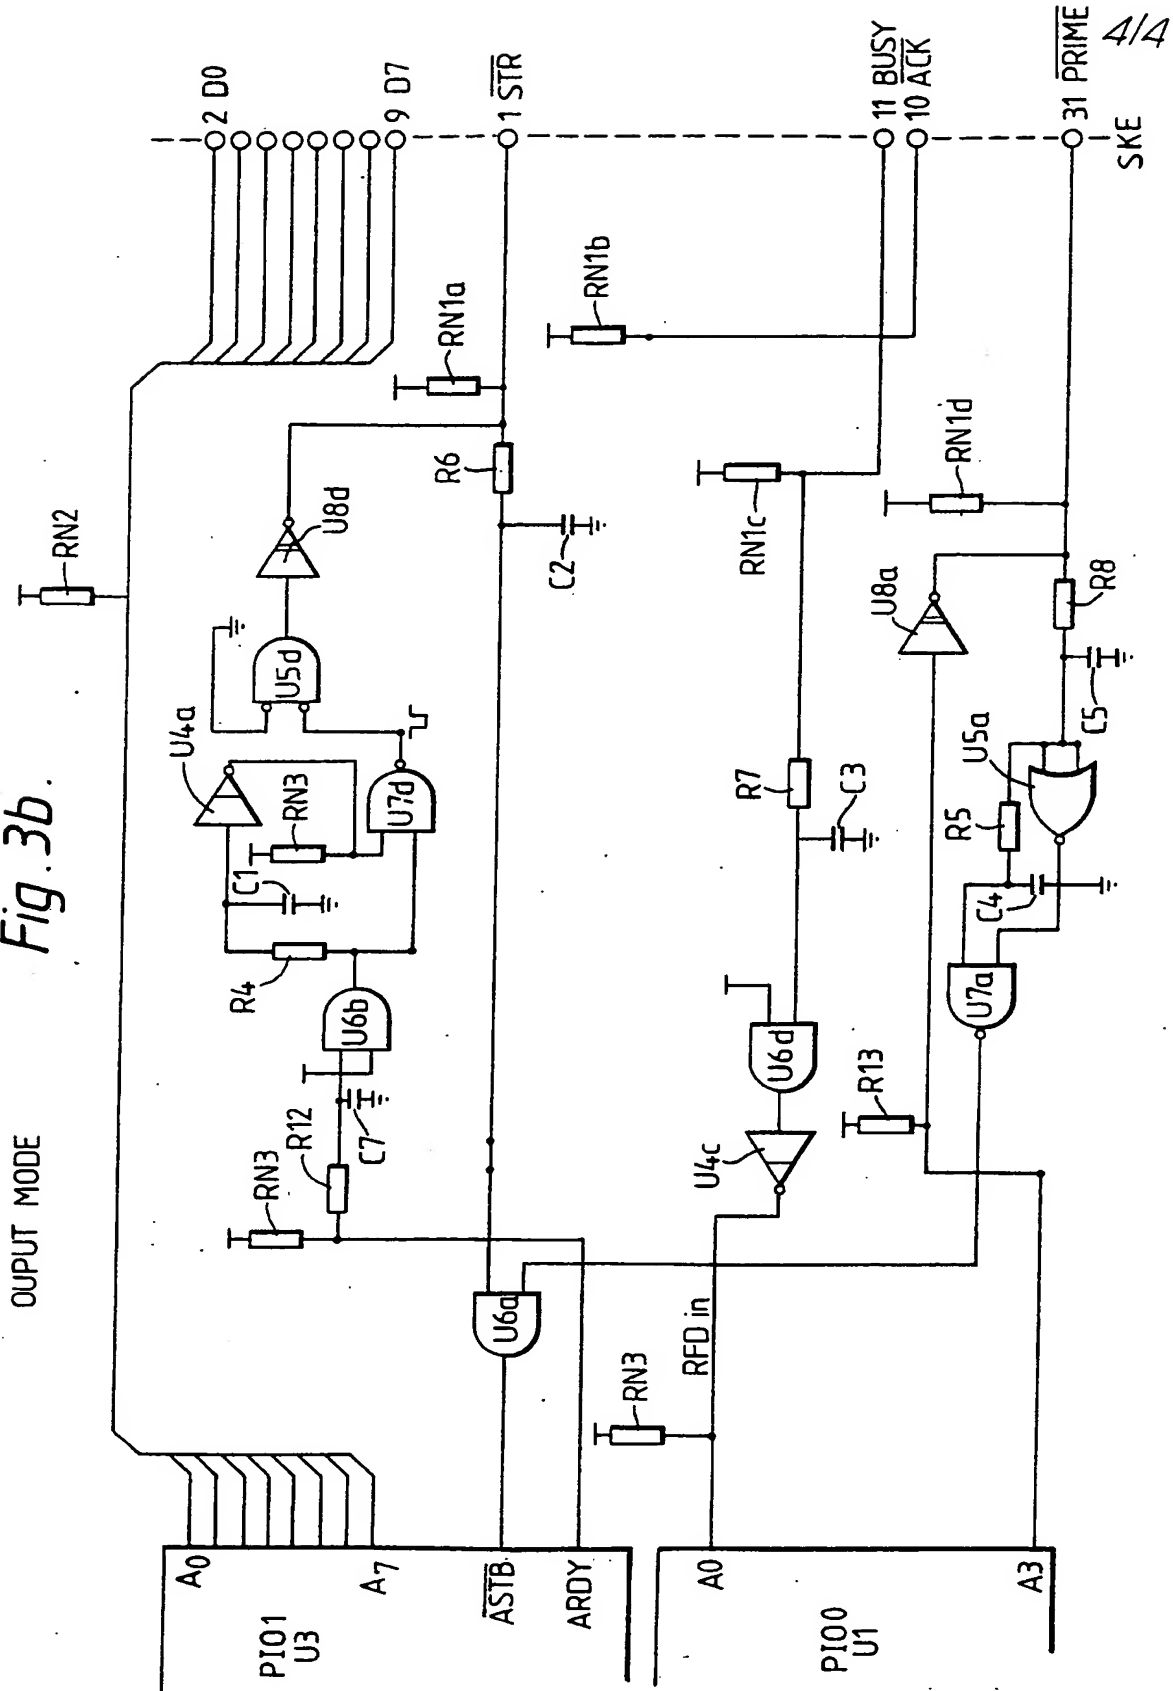 4/4
Fig. 3b.
OUPUT MODE
RN2
2 D0
9 D7
1 STR
11 BUSY
10 ACK
31 PRIME
SKE
U4a
U5d
U8d
RN1a
R6
C2
RN1b
RN3
C1
U7d
R4
U6b
C7
R12
RN3
RN1c
RN1d
R7
C3
U8a
R8
C5
U5a
R5
C4
U7a
U6d
U4c
R13
U6a
RN3
RFD in
A0
A7
PIO1
U3
ASTB
ARDY
A0
A3
PIO0
U1